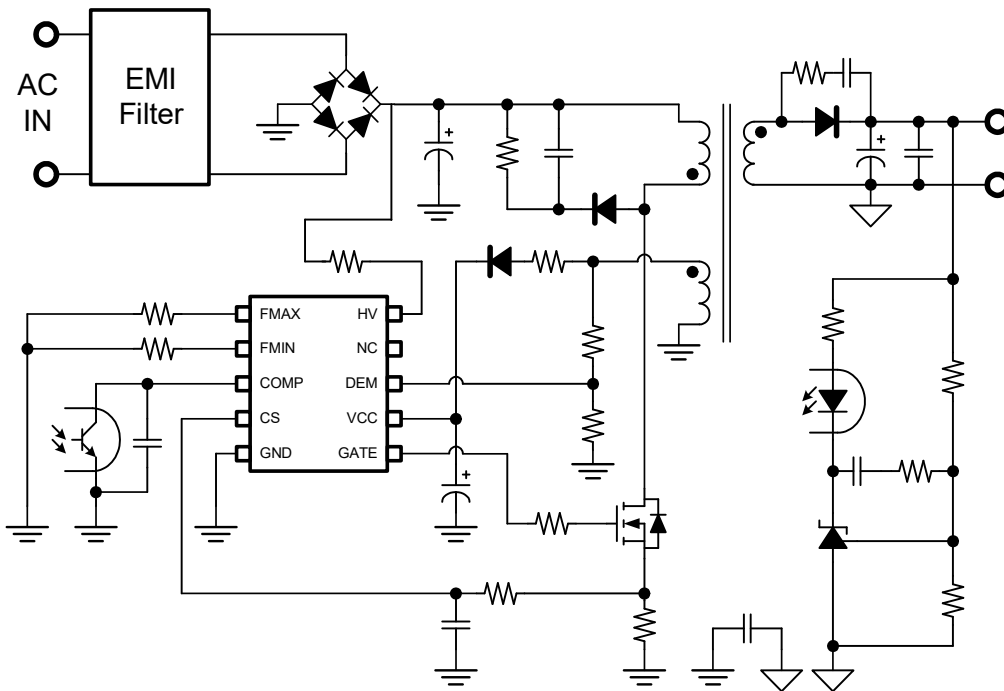 AC
IN
EMI
Filter
+
+
FMAX
HV
FMIN
NC
COMP
DEM
CS
VCC
GND
GATE
+